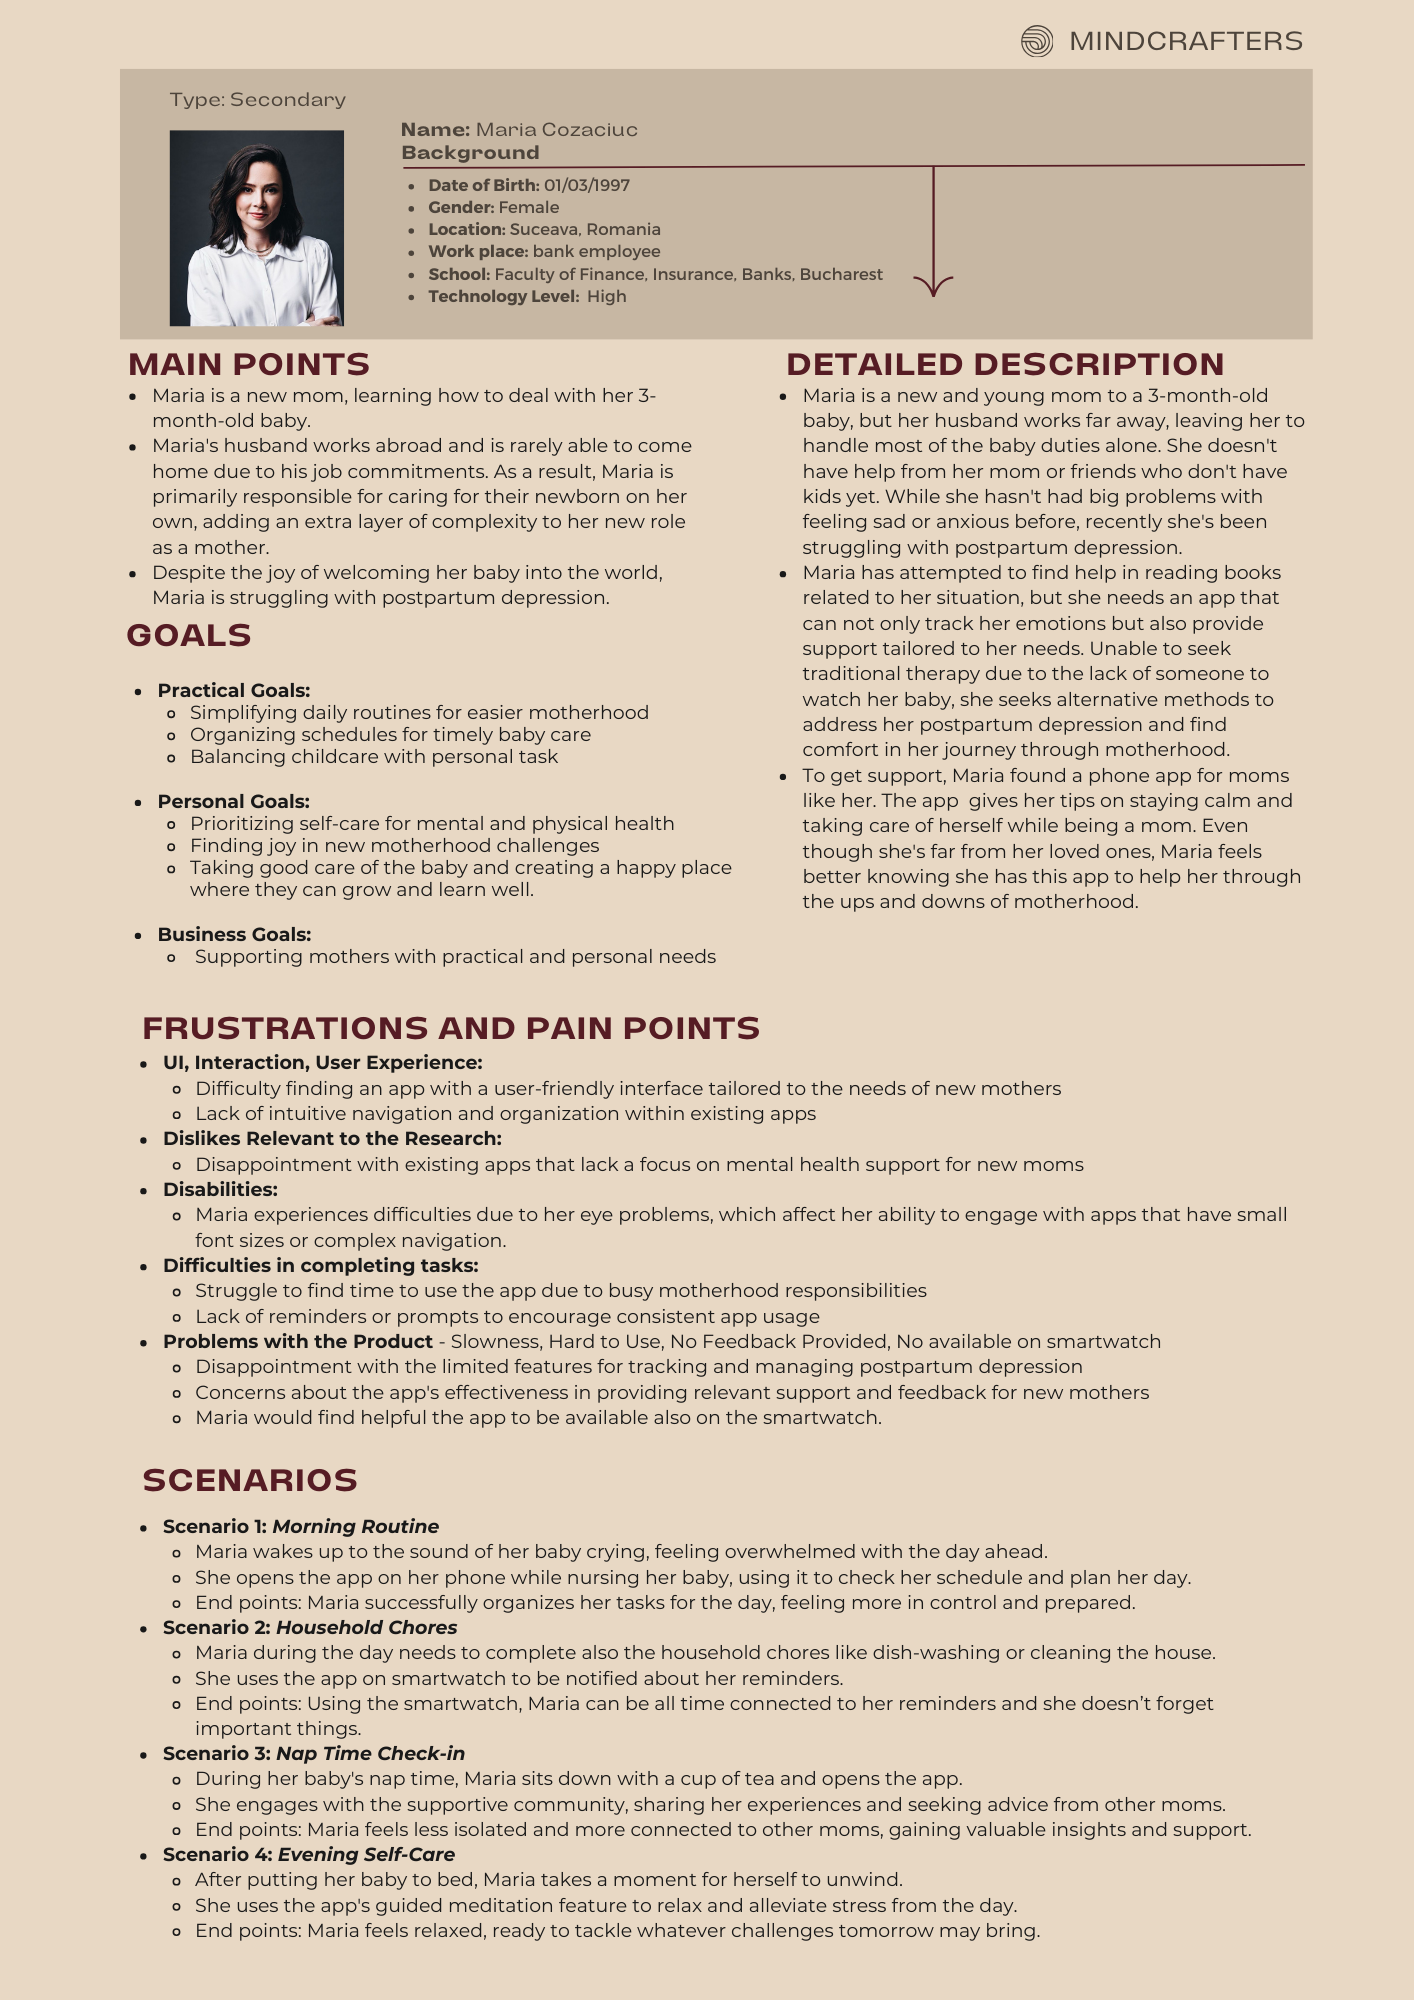 MINDCRAFTERS
Type: Secondary
Name: Maria Cozaciuc
Background
• Date of Birth: 01/03/1997
• Gender: Female
• Location: Suceava, Romania
• Work place: bank employee
• School: Faculty of Finance, Insurance, Banks, Bucharest
• Technology Level:  High
MAIN POINTS
• Maria is a new mom, learning how to deal with her 3-
month-old baby.
• Maria's husband works abroad and is rarely able to come
home due to his job commitments. As a result, Maria is
primarily responsible for caring for their newborn on her
own, adding an extra layer of complexity to her new role
as a mother.
• Despite the joy of welcoming her baby into the world,
Maria is struggling with postpartum depression.
GOALS
• Practical Goals:
◦ Simplifying daily routines for easier motherhood
◦ Organizing schedules for timely baby care
◦ Balancing childcare with personal task
• Personal Goals:
◦ Prioritizing self-care for mental and physical health
◦ Finding joy in new motherhood challenges
◦ Taking good care of the baby and creating a happy place
where they can grow and learn well.
• Business Goals:
◦ Supporting mothers with practical and personal needs
DETAILED DESCRIPTION
• Maria is a new and young mom to a 3-month-old
baby, but her husband works far away, leaving her to
handle most of the baby duties alone. She doesn't
have help from her mom or friends who don't have
kids yet. While she hasn't had big problems with
feeling sad or anxious before, recently she's been
struggling with postpartum depression.
• Maria has attempted to find help in reading books
related to her situation, but she needs an app that
can not only track her emotions but also provide
support tailored to her needs. Unable to seek
traditional therapy due to the lack of someone to
watch her baby, she seeks alternative methods to
address her postpartum depression and find
comfort in her journey through motherhood.
• To get support, Maria found a phone app for moms
like her. The app  gives her tips on staying calm and
taking care of herself while being a mom. Even
though she's far from her loved ones, Maria feels
better knowing she has this app to help her through
the ups and downs of motherhood.
FRUSTRATIONS AND PAIN POINTS
• UI, Interaction, User Experience:
◦ Difficulty finding an app with a user-friendly interface tailored to the needs of new mothers
◦ Lack of intuitive navigation and organization within existing apps
• Dislikes Relevant to the Research:
◦ Disappointment with existing apps that lack a focus on mental health support for new moms
• Disabilities:
◦ Maria experiences difficulties due to her eye problems, which affect her ability to engage with apps that have small
font sizes or complex navigation.
• Difficulties in completing tasks:
◦ Struggle to find time to use the app due to busy motherhood responsibilities
◦ Lack of reminders or prompts to encourage consistent app usage
• Problems with the Product - Slowness, Hard to Use, No Feedback Provided, No available on smartwatch
◦ Disappointment with the limited features for tracking and managing postpartum depression
◦ Concerns about the app's effectiveness in providing relevant support and feedback for new mothers
◦ Maria would find helpful the app to be available also on the smartwatch.
SCENARIOS
• Scenario 1: Morning Routine
◦ Maria wakes up to the sound of her baby crying, feeling overwhelmed with the day ahead.
◦ She opens the app on her phone while nursing her baby, using it to check her schedule and plan her day.
◦ End points: Maria successfully organizes her tasks for the day, feeling more in control and prepared.
• Scenario 2: Household Chores
◦ Maria during the day needs to complete also the household chores like dish-washing or cleaning the house.
◦ She uses the app on smartwatch to be notified about her reminders.
◦ End points: Using the smartwatch, Maria can be all time connected to her reminders and she doesn’t forget
important things.
• Scenario 3: Nap Time Check-in
◦ During her baby's nap time, Maria sits down with a cup of tea and opens the app.
◦ She engages with the supportive community, sharing her experiences and seeking advice from other moms.
◦ End points: Maria feels less isolated and more connected to other moms, gaining valuable insights and support.
• Scenario 4: Evening Self-Care
◦ After putting her baby to bed, Maria takes a moment for herself to unwind.
◦ She uses the app's guided meditation feature to relax and alleviate stress from the day.
◦ End points: Maria feels relaxed, ready to tackle whatever challenges tomorrow may bring.